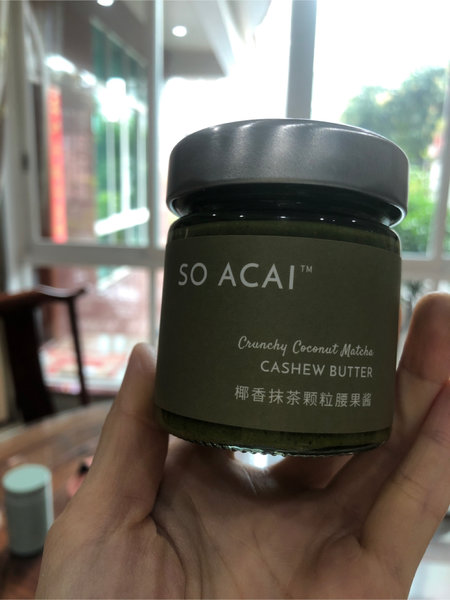 SO ACAI™
Crunchy Coconut Matcha
CASHEW BUTTER
椰香抹茶颗粒腰果酱